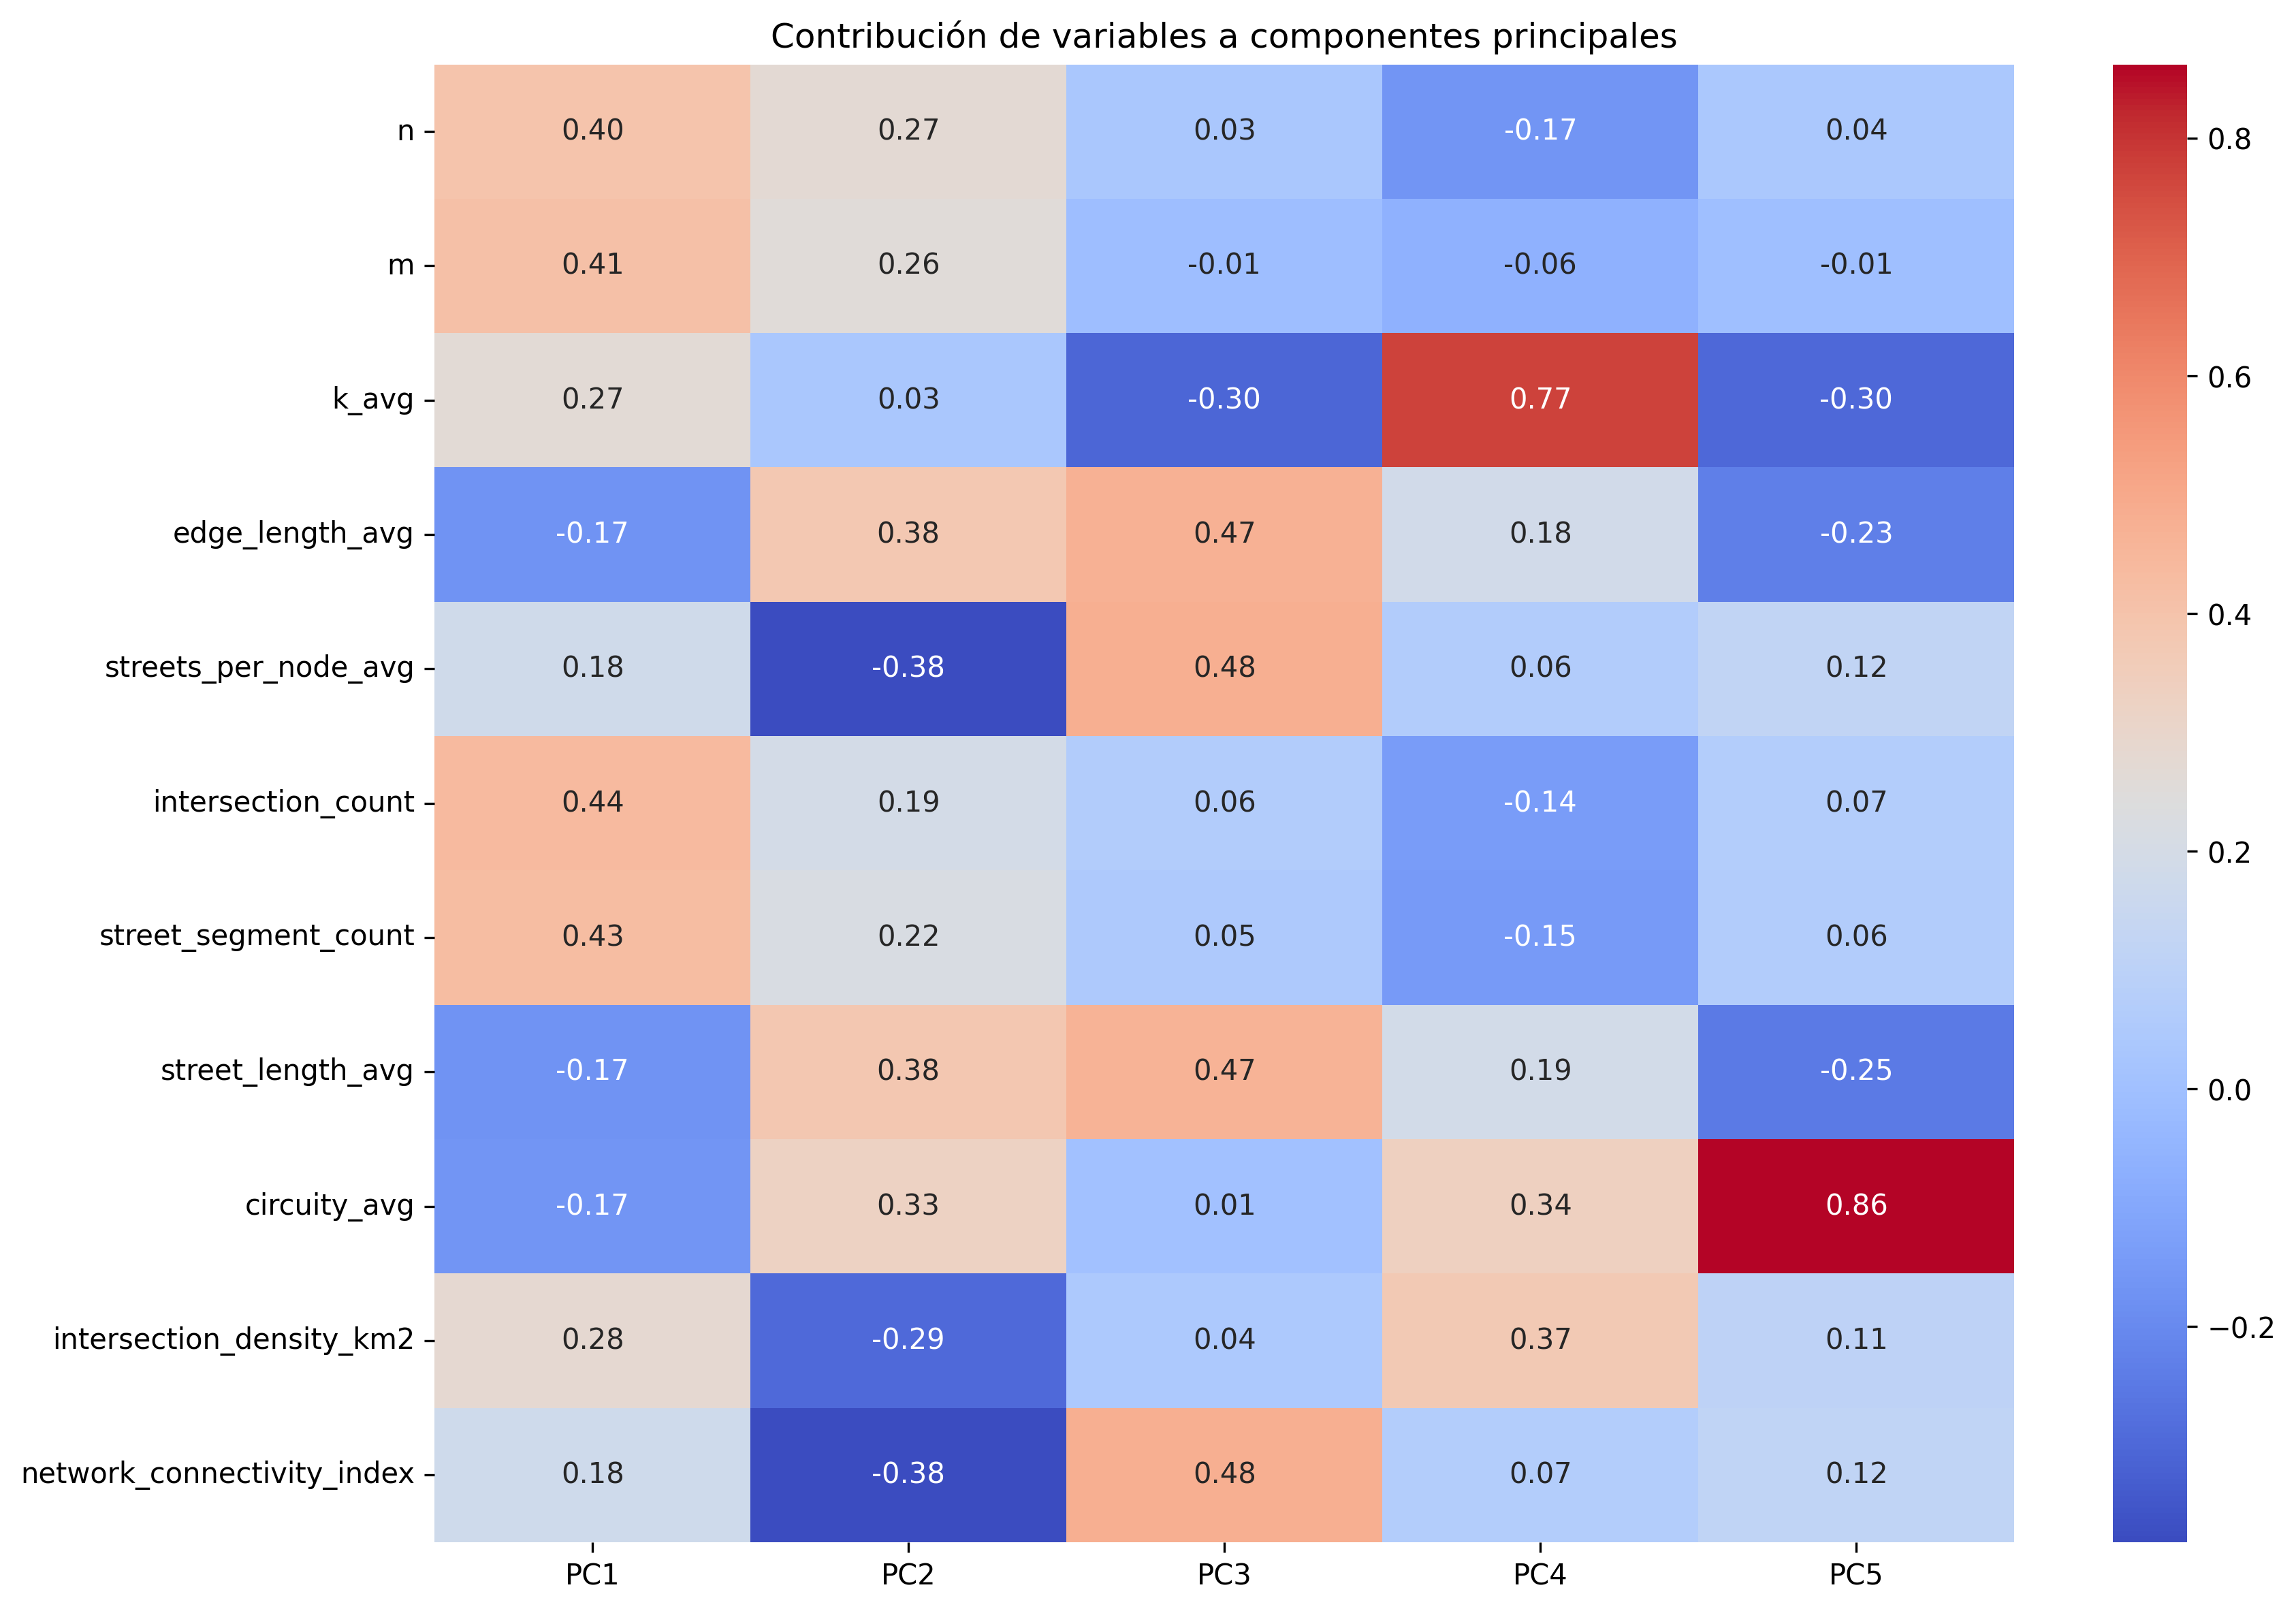 Contribución de variables a componentes principales
n 0.40 0.27 0.03 -0.17 0.04
m 0.41 0.26 -0.01 -0.06 -0.01
k_avg 0.27 0.03 -0.30 0.77 -0.30
edge_length_avg -0.17 0.38 0.47 0.18 -0.23
streets_per_node_avg 0.18 -0.38 0.48 0.06 0.12
intersection_count 0.44 0.19 0.06 -0.14 0.07
street_segment_count 0.43 0.22 0.05 -0.15 0.06
street_length_avg -0.17 0.38 0.47 0.19 -0.25
circuity_avg -0.17 0.33 0.01 0.34 0.86
intersection_density_km2 0.28 -0.29 0.04 0.37 0.11
network_connectivity_index 0.18 -0.38 0.48 0.07 0.12
PC1 PC2 PC3 PC4 PC5
0.8
0.6
0.4
0.2
0.0
−0.2